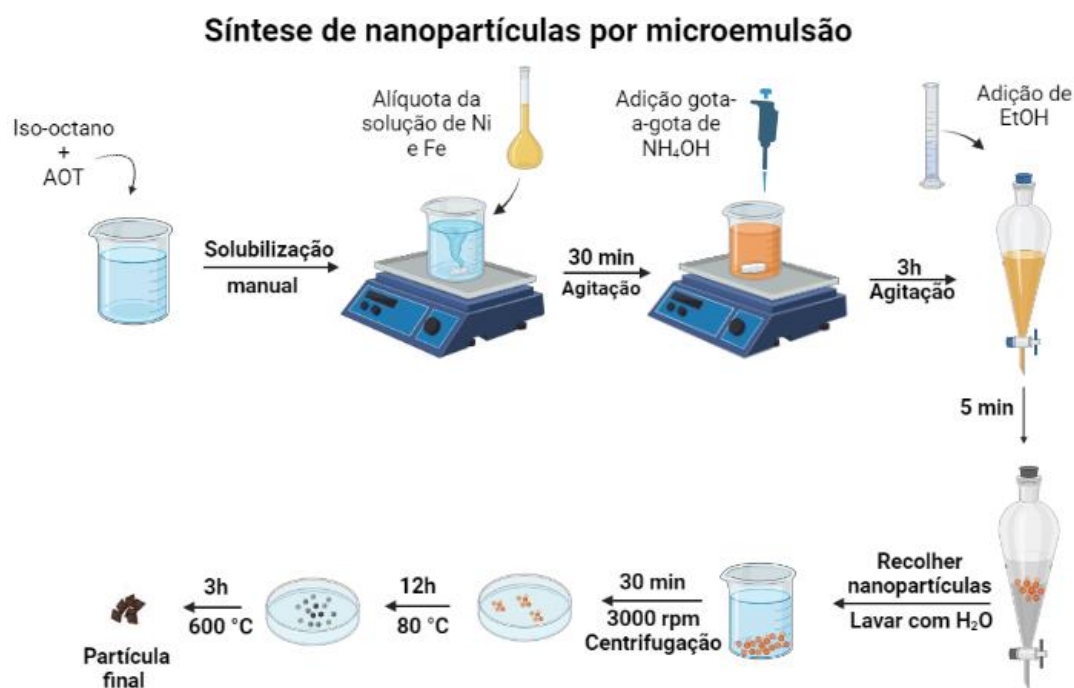 Síntese de nanopartículas por microemulsão
Iso-octano
+
AOT
Solubilização
manual
Alíquota da
solução de Ni
e Fe
30 min
Agitação
Adição gota-
a-gota de
NH₄OH
3h
Agitação
Adição de
EtOH
5 min
Recolher
nanopartículas
Lavar com H₂O
30 min
3000 rpm
Centrifugação
12h
80 °C
3h
600 °C
Partícula
final